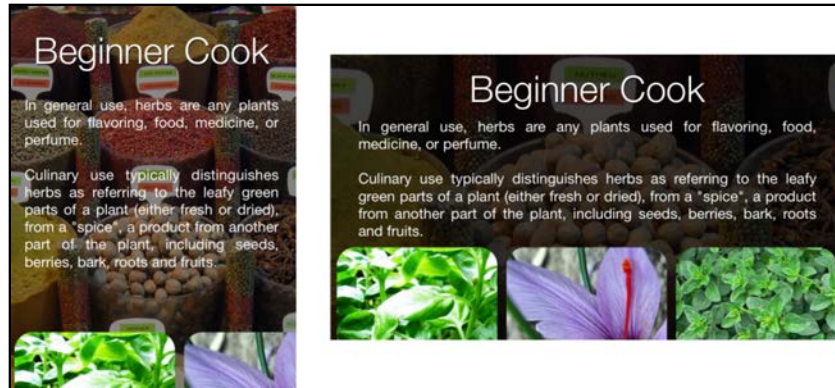 Beginner Cook
In general use, herbs are any plants
used for flavoring, food, medicine, or
perfume.
Culinary use typically distinguishes
herbs as referring to the leafy green
parts of a plant (either fresh or dried),
from a "spice", a product from another
part of the plant, including seeds,
berries, bark, roots and fruits.
Beginner Cook
In general use, herbs are any plants used for flavoring, food,
medicine, or perfume.
Culinary use typically distinguishes herbs as referring to the leafy
green parts of a plant (either fresh or dried), from a "spice", a product
from another part of the plant, including seeds, berries, bark, roots
and fruits.